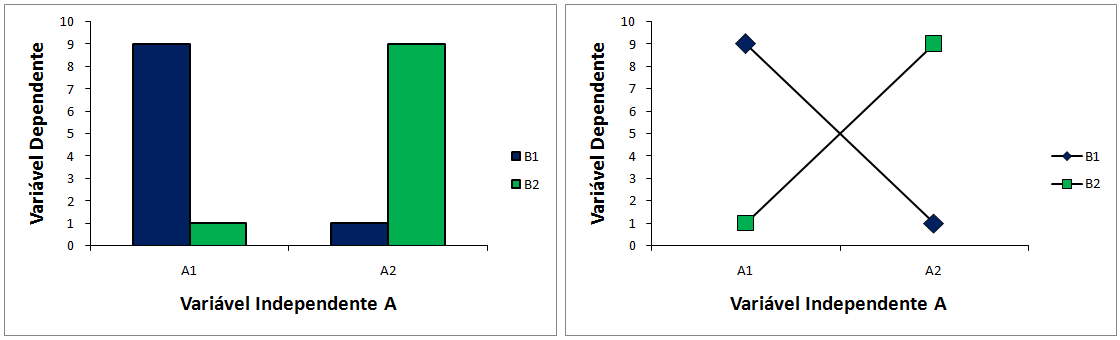 Variável Dependente
10
9
8
7
6
5
4
3
2
1
0
A1
A2
Variável Independente A
B1
B2
Variável Dependente
10
9
8
7
6
5
4
3
2
1
0
A1
A2
Variável Independente A
B1
B2